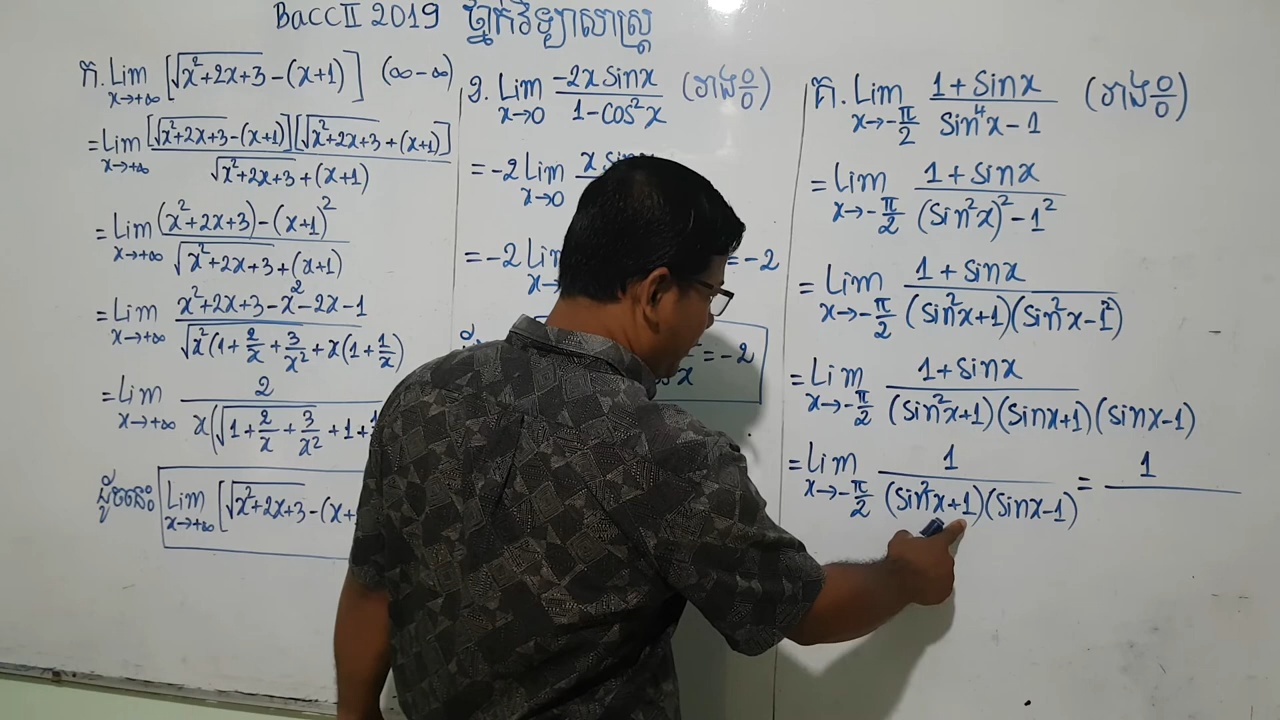 BaccII 2019 ថ្នាក់វិទ្យាសាស្ត្រ
ក. Lim x→+∞ [√(x²+2x+3) -(x+1)] (∞-∞)
= Lim x→+∞ [√(x²+2x+3) -(x+1)][√(x²+2x+3) +(x+1)] / √(x²+2x+3) +(x+1)
= Lim x→+∞ (x²+2x+3)-(x+1)² / √(x²+2x+3) +(x+1)
= Lim x→+∞ x²+2x+3-x²-2x-1 / √(x²(1+2/x+3/x²)) + x(1+1/x)
= Lim x→+∞ 2 / x(√(1+2/x+3/x²) +1+
ដូចនេះ Lim x→+∞ [√(x²+2x+3) -(x+
ខ. Lim x→0 -2x sinx / 1-cos²x (រាង 0/0)
= -2 Lim x→0 x sin
= -2 Lim x→ = -2
= -2
គ. Lim x→-π/2 1+sinx / sin⁴x-1 (រាង 0/0)
= Lim x→-π/2 1+sinx / (sin²x)²-1²
= Lim x→-π/2 1+sinx / (sin²x+1)(sin²x-1²)
= Lim x→-π/2 1+sinx / (sin²x+1)(sinx+1)(sinx-1)
= Lim x→-π/2 1 / (sin²x+1)(sinx-1) = 1